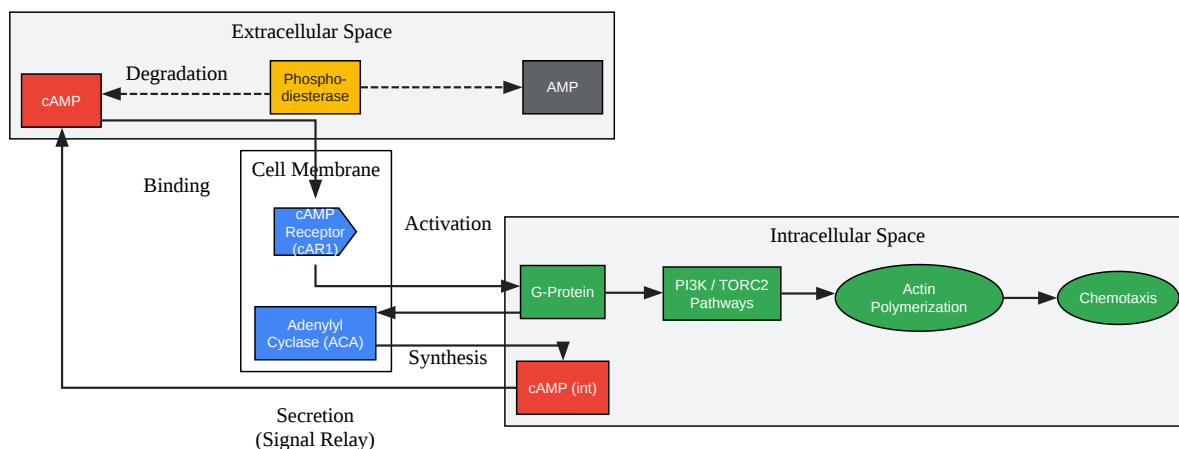 Extracellular Space
Degradation
cAMP
Phospho-
diesterase
AMP
Binding
Cell Membrane
cAMP
Receptor
(cAR1)
Activation
Intracellular Space
G-Protein
PI3K / TORC2
Pathways
Actin
Polymerization
Chemotaxis
Adenylyl
Cyclase (ACA)
Synthesis
cAMP (int)
Secretion
(Signal Relay)